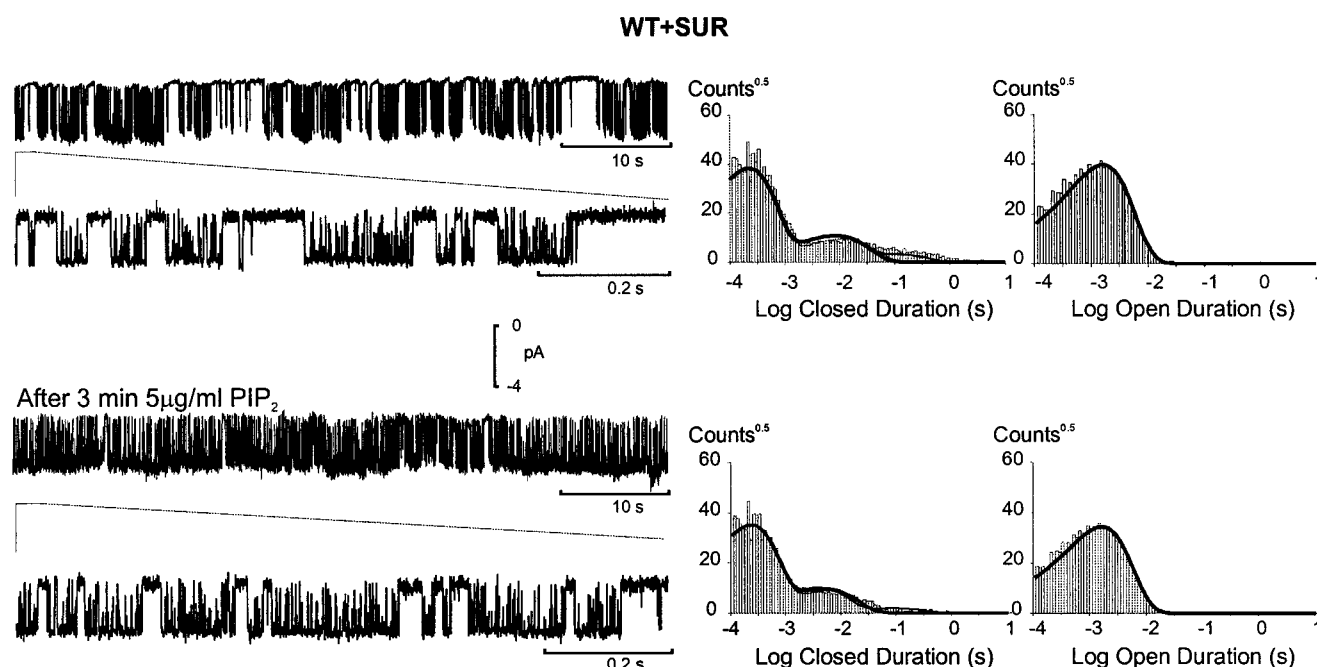 WT+SUR
10 s
0.2 s
Counts0.5
60
40
20
0
-4 -3 -2 -1 0 1
Log Closed Duration (s)
Counts0.5
60
40
20
0
-4 -3 -2 -1 0 1
Log Open Duration (s)
0
pA
-4
After 3 min 5μg/ml PIP2
10 s
0.2 s
Counts0.5
60
40
20
0
-4 -3 -2 -1 0 1
Log Closed Duration (s)
Counts0.5
60
40
20
0
-4 -3 -2 -1 0 1
Log Open Duration (s)